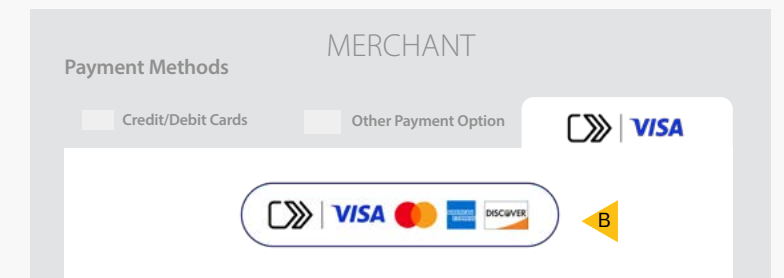 MERCHANT
Payment Methods
Credit/Debit Cards Other Payment Option VISA
VISA AMERICAN EXPRESS DISCOVER B